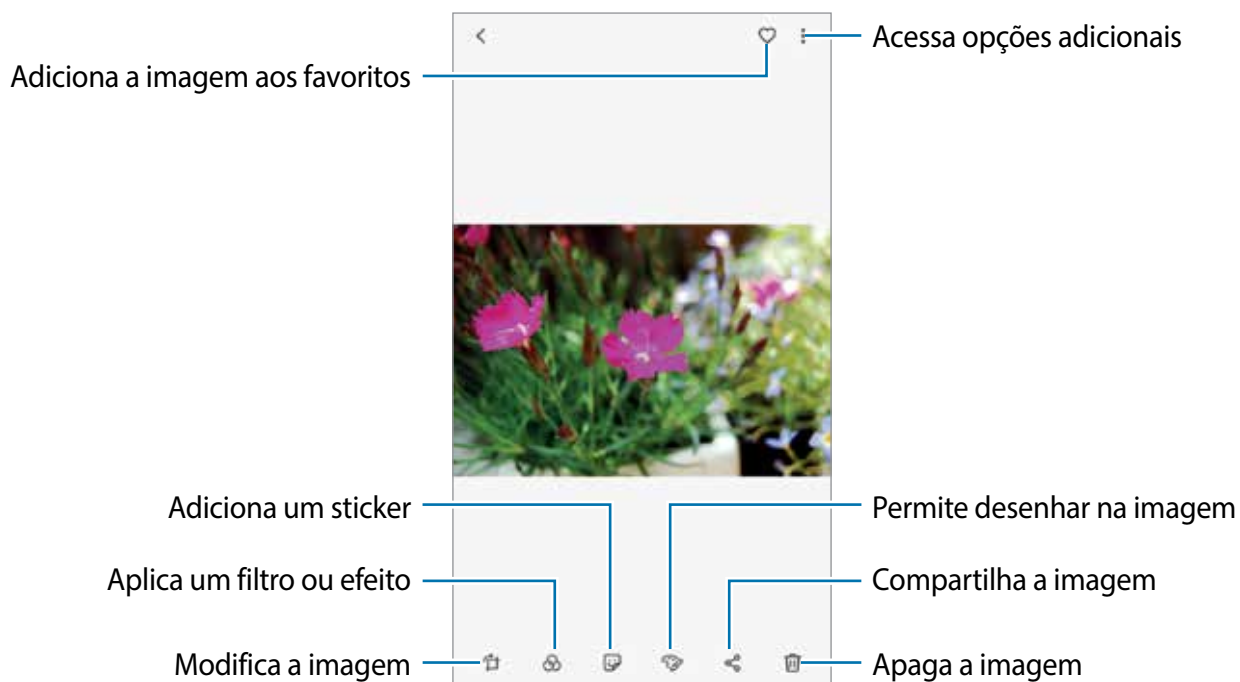 Acessa opções adicionais
Adiciona a imagem aos favoritos
Adiciona um sticker
Permite desenhar na imagem
Aplica um filtro ou efeito
Compartilha a imagem
Modifica a imagem
Apaga a imagem